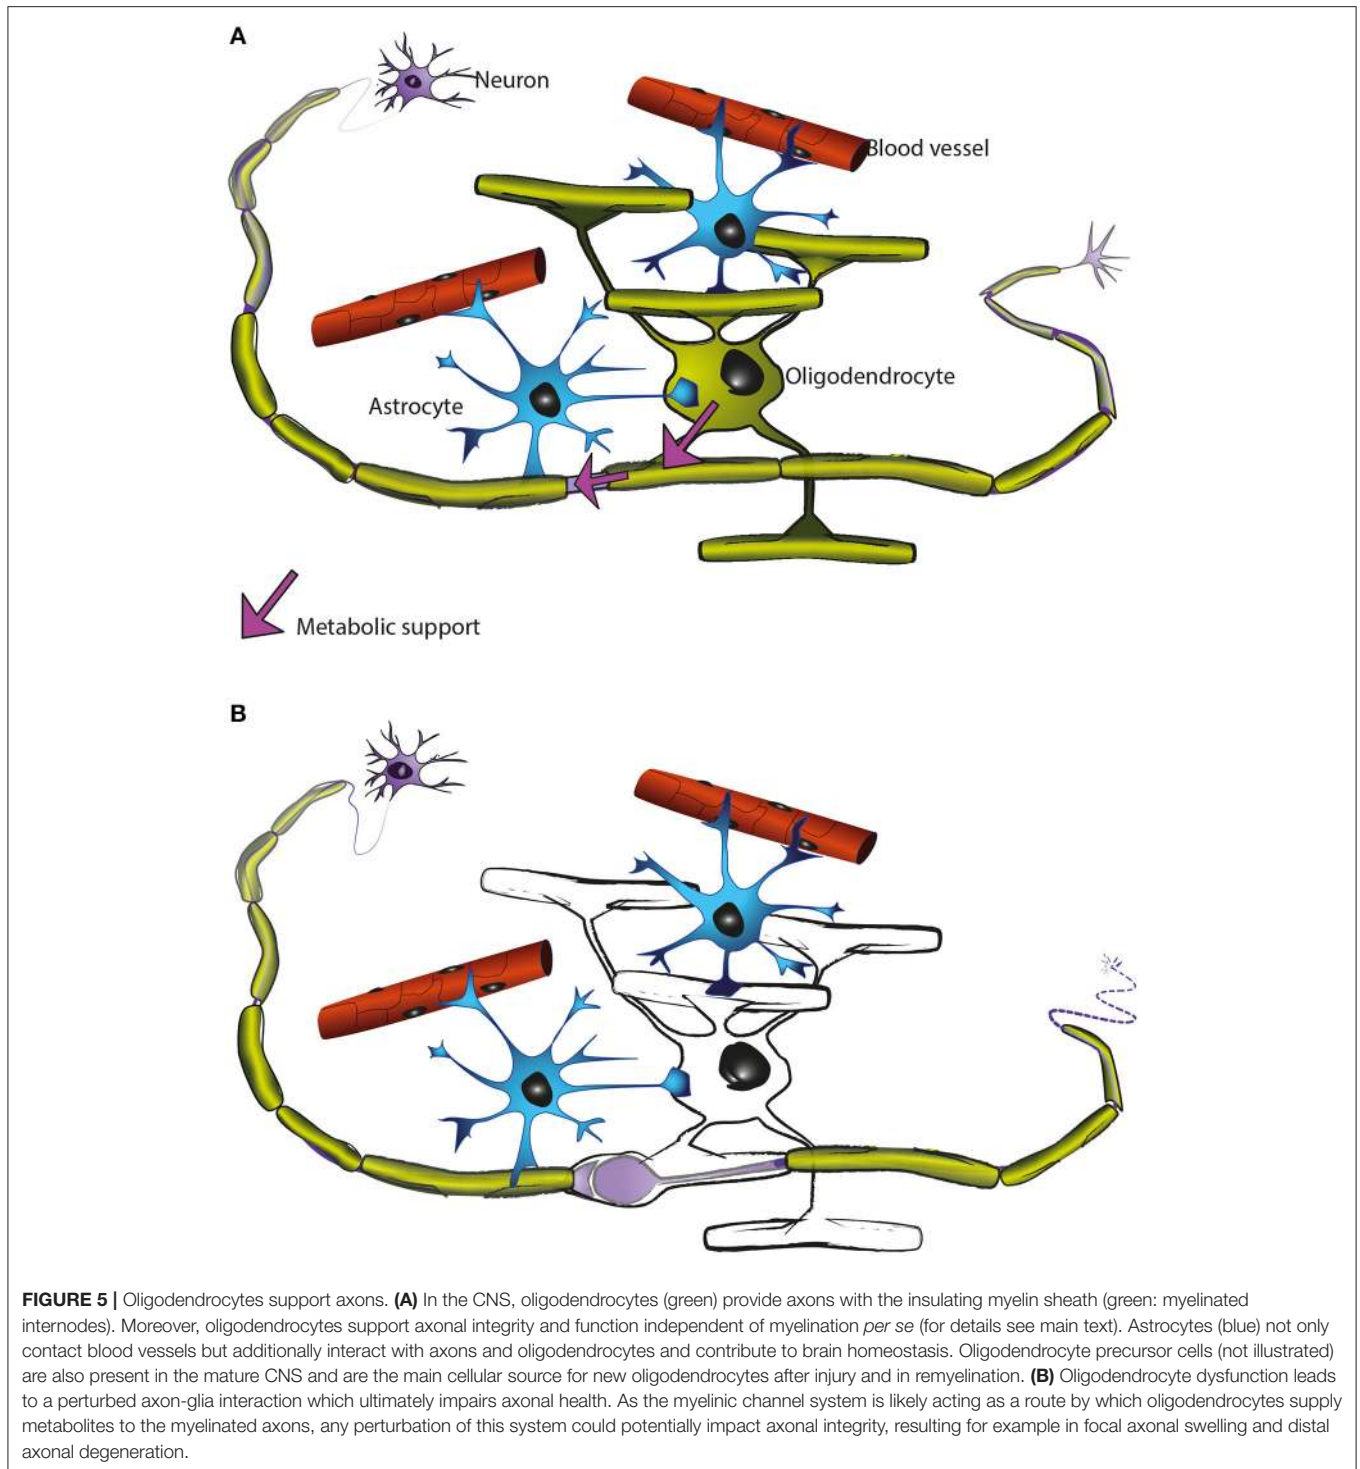 A
Neuron
Blood vessel
Oligodendrocyte
Astrocyte
Metabolic support
B
FIGURE 5 | Oligodendrocytes support axons. (A) In the CNS, oligodendrocytes (green) provide axons with the insulating myelin sheath (green: myelinated
internodes). Moreover, oligodendrocytes support axonal integrity and function independent of myelination per se (for details see main text). Astrocytes (blue) not only
contact blood vessels but additionally interact with axons and oligodendrocytes and contribute to brain homeostasis. Oligodendrocyte precursor cells (not illustrated)
are also present in the mature CNS and are the main cellular source for new oligodendrocytes after injury and in remyelination. (B) Oligodendrocyte dysfunction leads
to a perturbed axon-glia interaction which ultimately impairs axonal health. As the myelinic channel system is likely acting as a route by which oligodendrocytes supply
metabolites to the myelinated axons, any perturbation of this system could potentially impact axonal integrity, resulting for example in focal axonal swelling and distal
axonal degeneration.